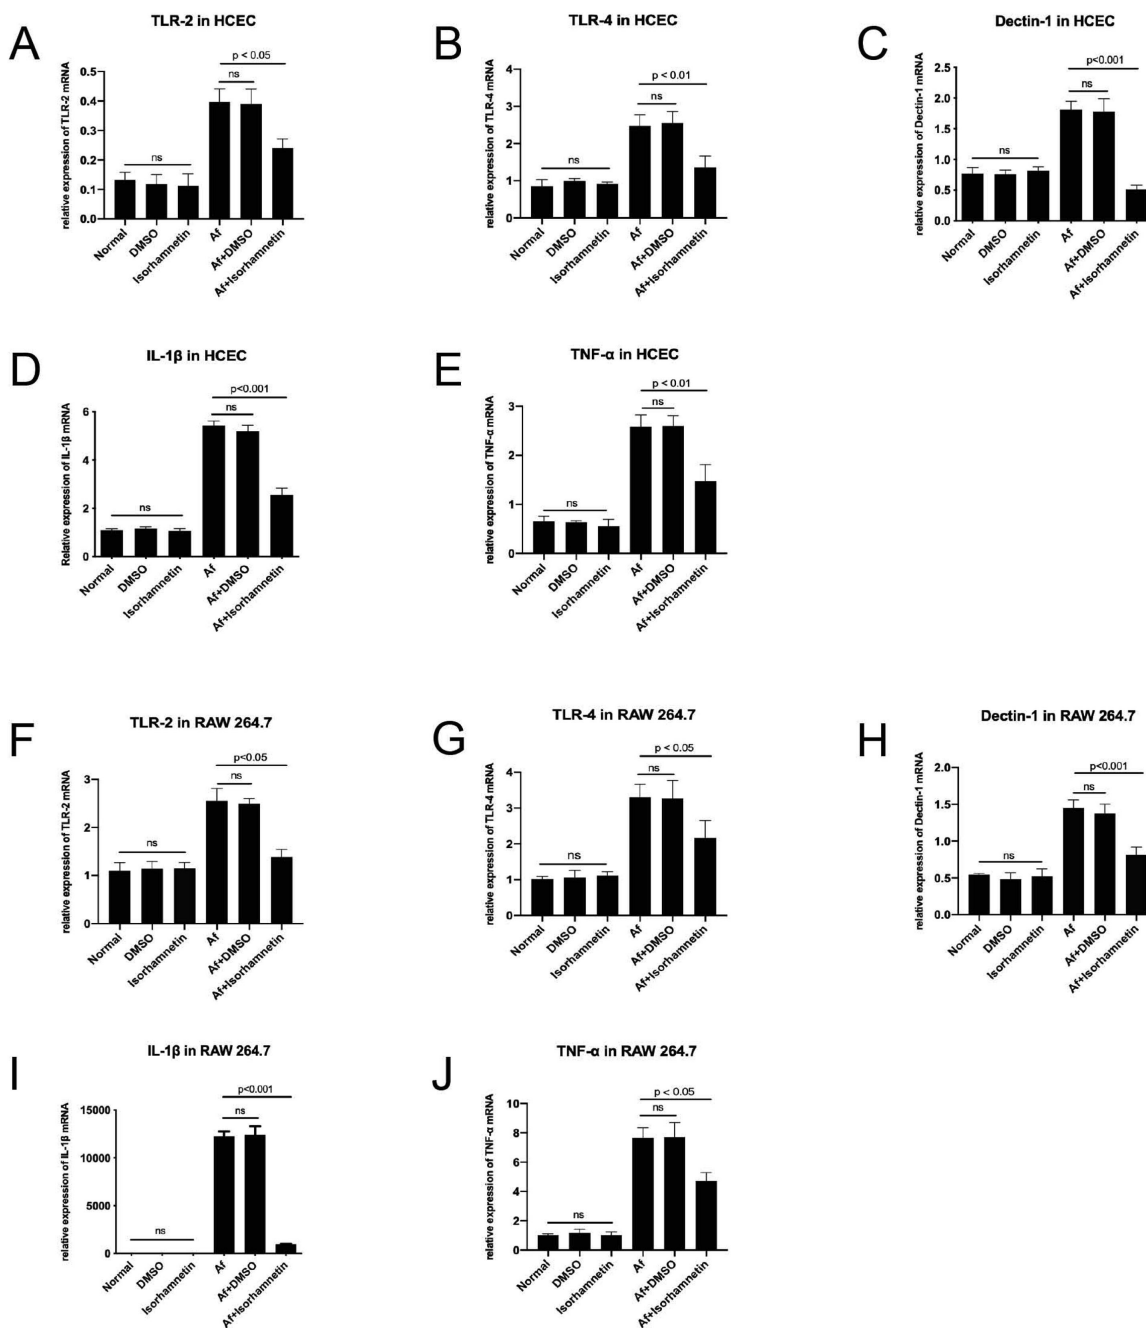 A
TLR-2 in HCEC
relative expression of TLR-2 mRNA
0.5
0.4
0.3
0.2
0.1
0.0
p < 0.05
ns
ns
Normal
DMSO
Isorhamnetin
Af
Af+DMSO
Af+Isorhamnetin
B
TLR-4 in HCEC
relative expression of TLR-4 mRNA
4
3
2
1
0
p < 0.01
ns
ns
Normal
DMSO
Isorhamnetin
Af
Af+DMSO
Af+Isorhamnetin
C
Dectin-1 in HCEC
relative expression of Dectin-1 mRNA
2.5
2.0
1.5
1.0
0.5
0.0
p<0.001
ns
ns
Normal
DMSO
Isorhamnetin
Af
Af+DMSO
Af+Isorhamnetin
D
IL-1β in HCEC
Relative expression of IL-1β mRNA
6
4
2
0
p<0.001
ns
ns
Normal
DMSO
Isorhamnetin
Af
Af+DMSO
Af+Isorhamnetin
E
TNF-α in HCEC
relative expression of TNF-α mRNA
3
2
1
0
p < 0.01
ns
ns
Normal
DMSO
Isorhamnetin
Af
Af+DMSO
Af+Isorhamnetin
F
TLR-2 in RAW 264.7
relative expression of TLR-2 mRNA
3
2
1
0
p<0.05
ns
ns
Normal
DMSO
Isorhamnetin
Af
Af+DMSO
Af+Isorhamnetin
G
TLR-4 in RAW 264.7
relative expression of TLR-4 mRNA
4
3
2
1
0
p < 0.05
ns
ns
Normal
DMSO
Isorhamnetin
Af
Af+DMSO
Af+Isorhamnetin
H
Dectin-1 in RAW 264.7
relative expression of Dectin-1 mRNA
2.0
1.5
1.0
0.5
0.0
p<0.001
ns
ns
Normal
DMSO
Isorhamnetin
Af
Af+DMSO
Af+Isorhamnetin
I
IL-1β in RAW 264.7
relative expression of IL-1β mRNA
15000
10000
5000
0
p<0.001
ns
ns
Normal
DMSO
Isorhamnetin
Af
Af+DMSO
Af+Isorhamnetin
J
TNF-α in RAW 264.7
relative expression of TNF-α mRNA
10
8
6
4
2
0
p < 0.05
ns
ns
Normal
DMSO
Isorhamnetin
Af
Af+DMSO
Af+Isorhamnetin